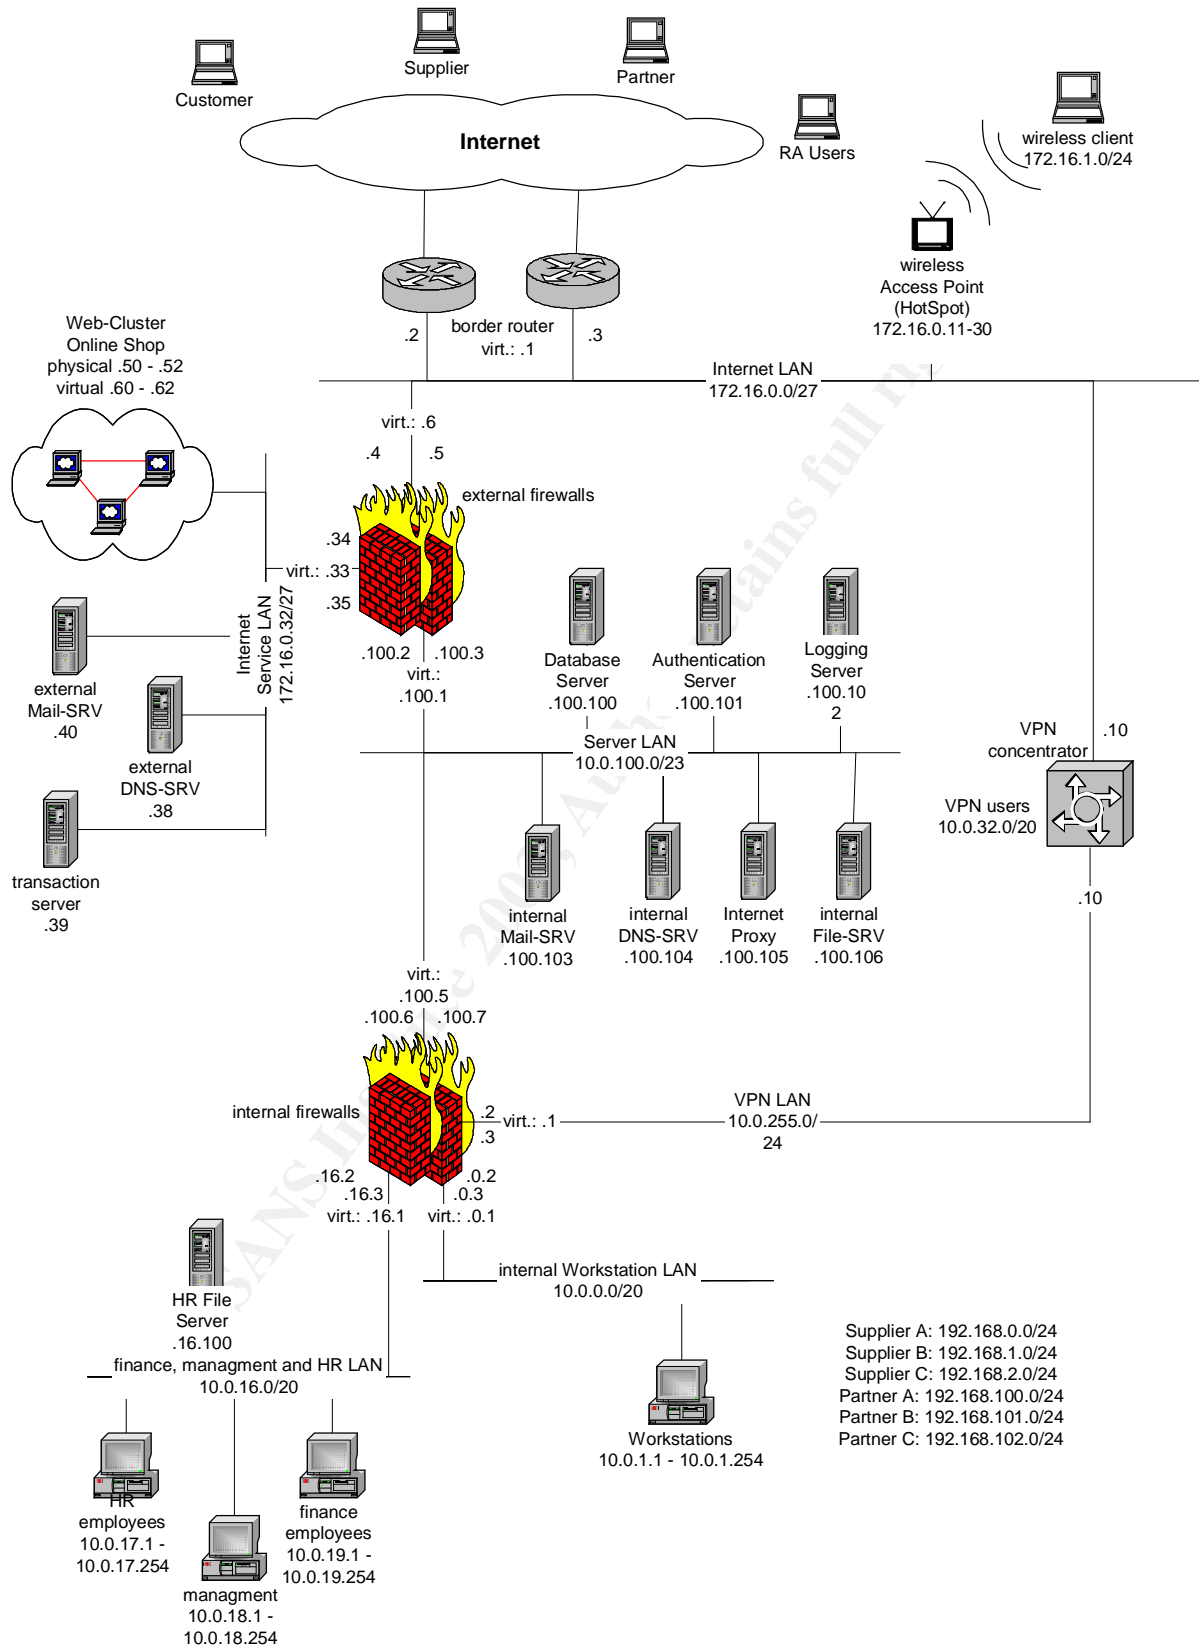 Customer
Supplier
Partner
RA Users
Internet
wireless client
172.16.1.0/24
wireless
Access Point
(HotSpot)
172.16.0.11-30
.2
border router
virt.: .1
.3
Internet LAN
172.16.0.0/27
Web-Cluster
Online Shop
physical .50 - .52
virtual .60 - .62
virt.: .6
.4
.5
external firewalls
.34
virt.: .33
.35
Internet
Service LAN
172.16.0.32/27
external
Mail-SRV
.40
external
DNS-SRV
.38
transaction
server
.39
.100.2
.100.3
virt.:
.100.1
Database
Server
.100.100
Authentication
Server
.100.101
Logging
Server
.100.10
2
Server LAN
10.0.100.0/23
internal
Mail-SRV
.100.103
internal
DNS-SRV
.100.104
Internet
Proxy
.100.105
internal
File-SRV
.100.106
VPN
concentrator
.10
VPN users
10.0.32.0/20
.10
virt.:
.100.5
.100.6
.100.7
internal firewalls
.2
.3
virt.: .1
VPN LAN
10.0.255.0/
24
.16.2
.16.3
virt.: .16.1
.0.2
.0.3
virt.: .0.1
HR File
Server
.16.100
finance, managment and HR LAN
10.0.16.0/20
internal Workstation LAN
10.0.0.0/20
Workstations
10.0.1.1 - 10.0.1.254
HR
employees
10.0.17.1 -
10.0.17.254
managment
10.0.18.1 -
10.0.18.254
finance
employees
10.0.19.1 -
10.0.19.254
Supplier A: 192.168.0.0/24
Supplier B: 192.168.1.0/24
Supplier C: 192.168.2.0/24
Partner A: 192.168.100.0/24
Partner B: 192.168.101.0/24
Partner C: 192.168.102.0/24